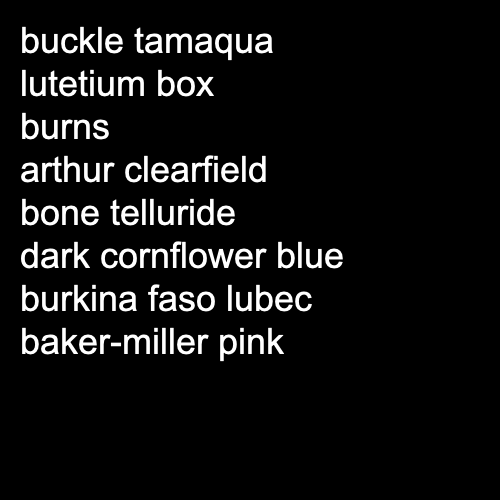 buckle tamaqua
lutetium box
burns
arthur clearfield
bone telluride
dark cornflower blue
burkina faso lubec
baker-miller pink